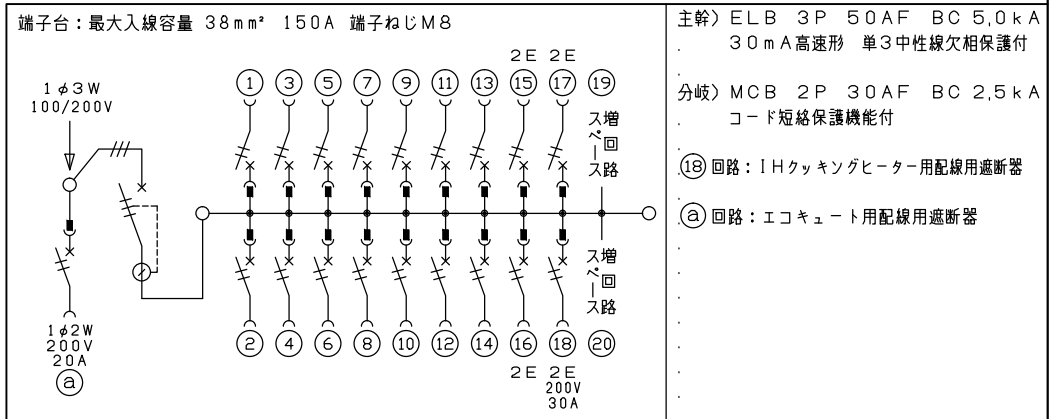 端子台：最大入線容量 38mm² 150A 端子ねじM8
2E 2E
① ③ ⑤ ⑦ ⑨ ⑪ ⑬ ⑮ ⑰ ⑲
1φ3W
100/200V
増回路
スペース
増回路
スペース
1φ2W
200V
20A
ⓐ
② ④ ⑥ ⑧ ⑩ ⑫ ⑭ ⑯ ⑱ ⑳
2E 2E
200V
30A
主幹）ELB 3P 50AF BC 5,0kA
30mA高速形 単3中性線欠相保護付
分岐）MCB 2P 30AF BC 2,5kA
コード短絡保護機能付
⑱回路：IHクッキングヒーター用配線用遮断器
ⓐ回路：エコキュート用配線用遮断器